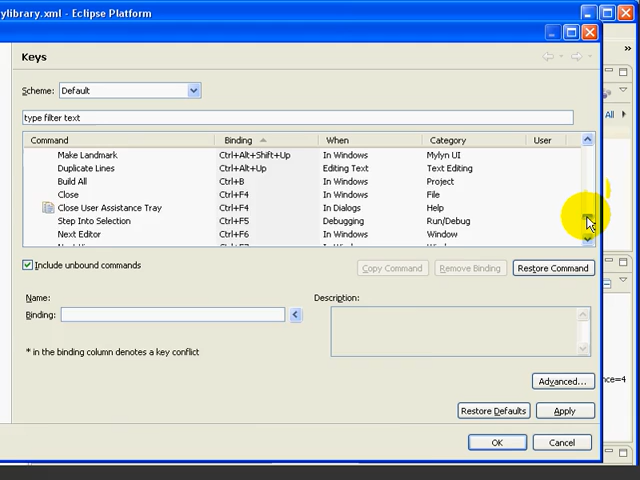 ylibrary.xml - Eclipse Platform
»
Keys
Scheme: Default
All
type filter text
Command Binding When Category User
Make Landmark Ctrl+Alt+Shift+Up In Windows Mylyn UI
Duplicate Lines Ctrl+Alt+Up Editing Text Text Editing
Build All Ctrl+B In Windows Project
Close Ctrl+F4 In Windows File
Close User Assistance Tray Ctrl+F4 In Dialogs Help
Step Into Selection Ctrl+F5 Debugging Run/Debug
Next Editor Ctrl+F6 In Windows Window
Include unbound commands Copy Command Remove Binding Restore Command
Name: Description:
Binding:
* in the binding column denotes a key conflict
nce=4
Advanced...
Restore Defaults Apply
OK Cancel